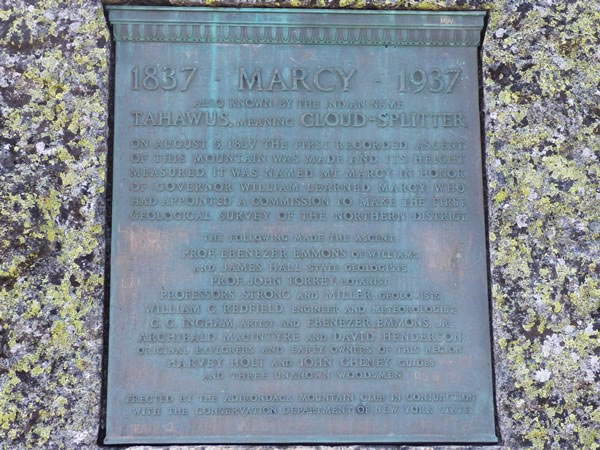 1837 - MARCY - 1937
ALSO KNOWN BY THE INDIAN NAME
TAHAWUS, MEANING CLOUD-SPLITTER
ON AUGUST 5, 1837 THE FIRST RECORDED ASCENT
OF THIS MOUNTAIN WAS MADE AND ITS HEIGHT
MEASURED. IT WAS NAMED MT. MARCY IN HONOR
OF GOVERNOR WILLIAM LEARNED MARCY WHO
HAD APPOINTED A COMMISSION TO MAKE THE FIRST
GEOLOGICAL SURVEY OF THE NORTHERN DISTRICT
THE FOLLOWING MADE THE ASCENT
PROF. EBENEZER EMMONS OF WILLIAMS,
AND JAMES HALL STATE GEOLOGISTS
PROF. JOHN TORREY, BOTANIST
PROFESSORS STRONG AND MILLER, GEOLOGISTS
WILLIAM C. REDFIELD, ENGINEER AND METEOROLOGIST
C. C. INGHAM, ARTIST AND EBENEZER EMMONS, JR.
ARCHIBALD MACINTYRE AND DAVID HENDERSON
ORIGINAL EXPLORERS AND EARLY OWNERS OF THIS REGION
HARVEY HOLT AND JOHN CHENEY GUIDES
AND THREE UNKNOWN WOODSMEN
ERECTED BY THE ADIRONDACK MOUNTAIN CLUB IN CONJUNCTION
WITH THE CONSERVATION DEPARTMENT OF NEW YORK STATE